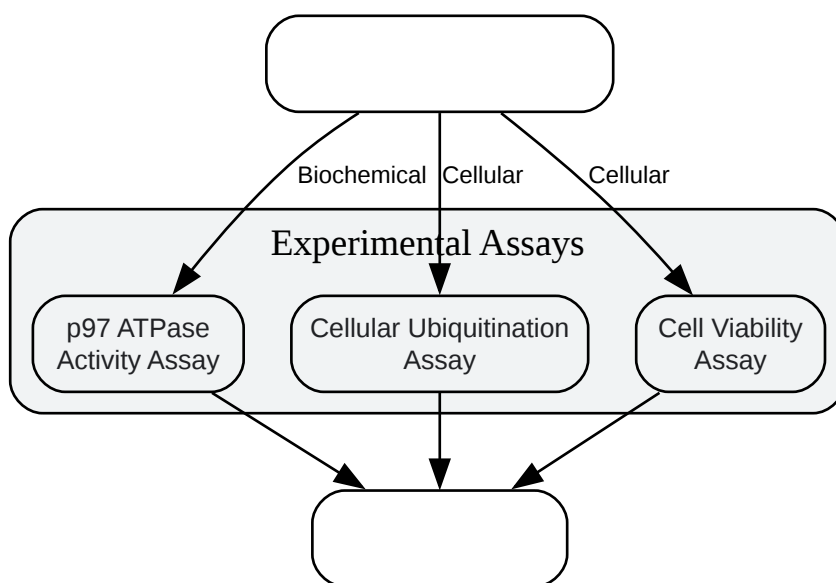 Biochemical
Cellular
Cellular
Experimental Assays
p97 ATPase
Activity Assay
Cellular Ubiquitination
Assay
Cell Viability
Assay